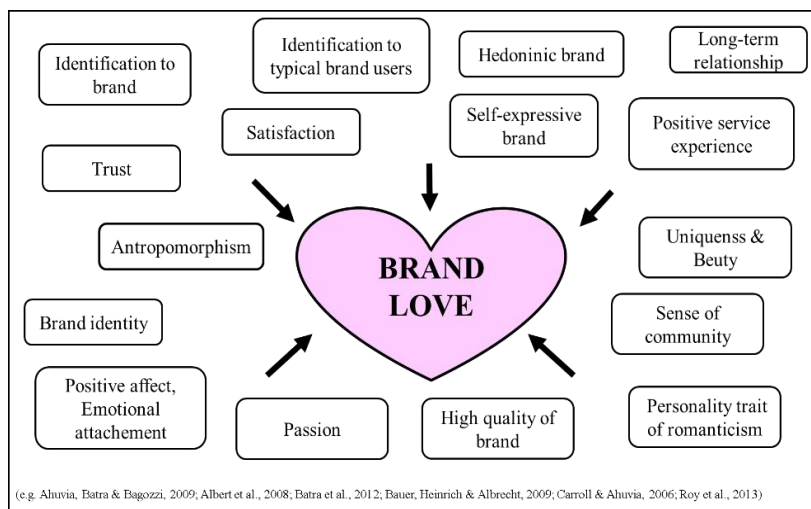 Identification to
brand
Identification to
typical brand users
Hedoninic brand
Long-term
relationship
Satisfaction
Self-expressive
brand
Positive service
experience
Trust
Antropomorphism
BRAND
LOVE
Uniquenss &
Beuty
Brand identity
Sense of
community
Positive affect,
Emotional
attachement
Passion
High quality of
brand
Personality trait
of romanticism
(e.g. Ahuvia, Batra & Bagozzi, 2009; Albert et al., 2008; Batra et al., 2012; Bauer, Heinrich & Albrecht, 2009; Carroll & Ahuvia, 2006; Roy et al., 2013)